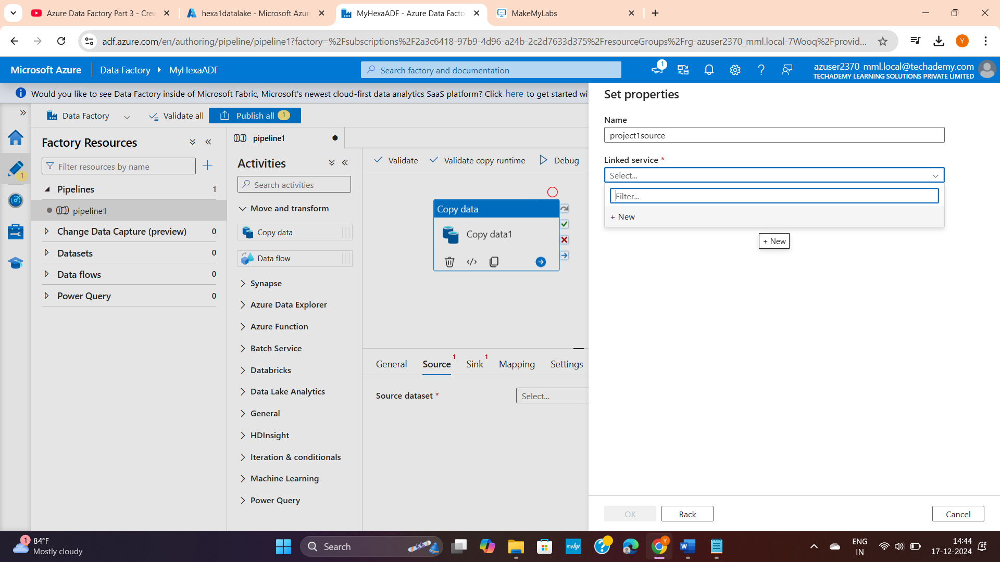 Azure Data Factory Part 3 - Crea
hexa1datalake - Microsoft Azur
MyHexaADF - Azure Data Facto
MakeMyLabs
adf.azure.com/en/authoring/pipeline/pipeline1?factory=%2Fsubscriptions%2F2a3c6418-97b9-4d96-a24b-2c2d7633d375%2FresourceGroups%2Frg-azuser2370_mml.local-7Wooq%2Fprovid...
Y
Microsoft Azure
Data Factory
MyHexaADF
Search factory and documentation
1
azuser2370_mml.local@techademy.com
TECHADEMY LEARNING SOLUTIONS PRIVATE LIMITED
Would you like to see Data Factory inside of Microsoft Fabric, Microsoft's newest cloud-first data analytics SaaS platform? Click here to get started wi
Data Factory
Validate all
Publish all 1
1
Factory Resources
Filter resources by name
Pipelines 1
pipeline1
Change Data Capture (preview) 0
Datasets 0
Data flows 0
Power Query 0
pipeline1
Activities
Search activities
Move and transform
Copy data
Data flow
Synapse
Azure Data Explorer
Azure Function
Batch Service
Databricks
Data Lake Analytics
General
HDInsight
Iteration & conditionals
Machine Learning
Power Query
Validate
Validate copy runtime
Debug
Copy data
Copy data1
General
Source 1
Sink 1
Mapping
Settings
Source dataset *
Select...
Set properties
Name
project1source
Linked service *
Select...
Filter...
+ New
+ New
OK
Back
Cancel
1
84°F
Mostly cloudy
Search
myhp
Y
ENG
IN
14:44
17-12-2024